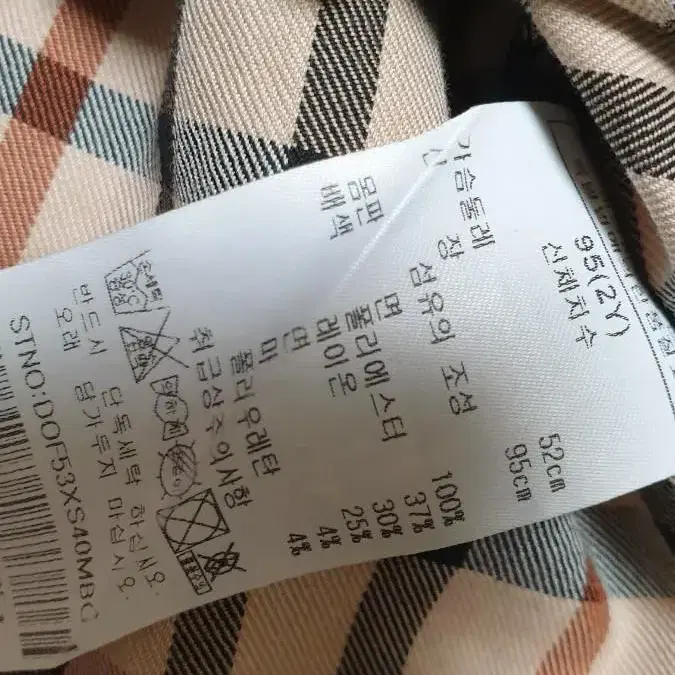 95(2Y)
신체치수
가슴둘레 52cm
신 장 95cm
섬유의 조성
몸판 면 100%
배색 폴리에스터 37%
레이온 30%
면 25%
마 4%
폴리우레탄 4%
취급상 주의사항
반드시 단독세탁 하십시오.
오래 담가두지 마십시오.
STNO:DOF53XS40MBC